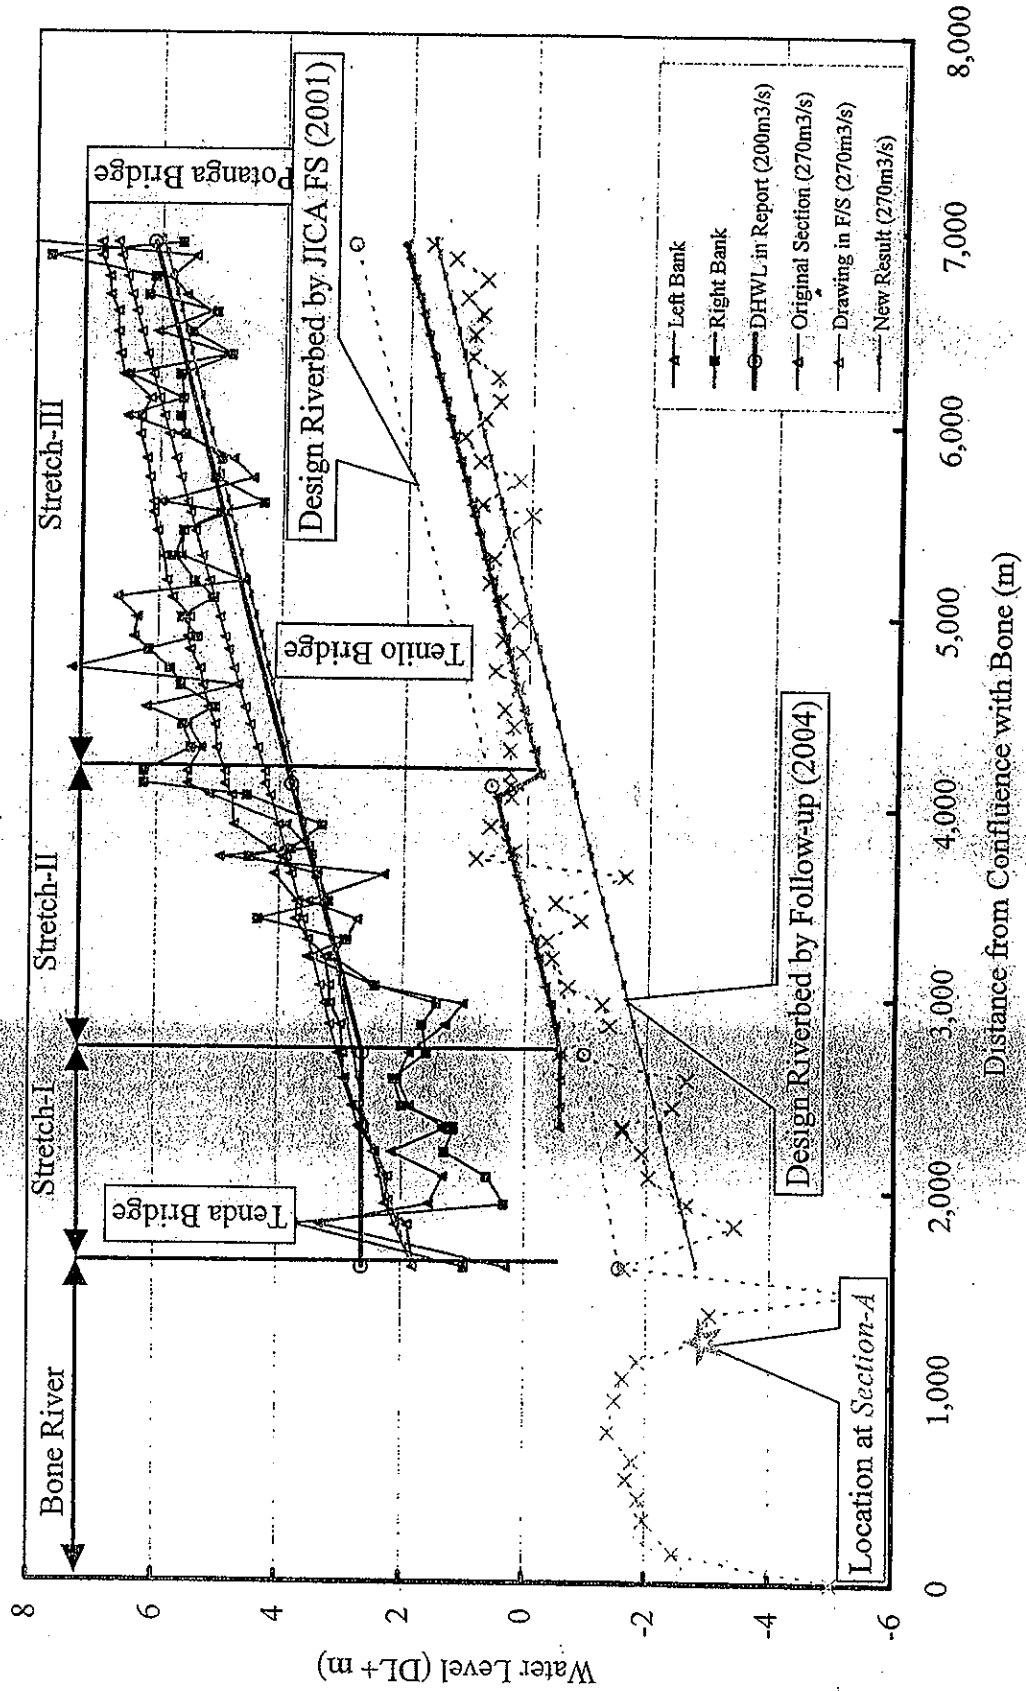 Bone River
Stretch-I
Stretch-II
Stretch-III
Tenda Bridge
Tenilo Bridge
Potanga Bridge
Design Riverbed by JICA FS (2001)
Design Riverbed by Follow-up (2004)
Location at Section-A
Left Bank
Right Bank
DHWL in Report (200m3/s)
Original Section (270m3/s)
Drawing in F/S (270m3/s)
New Result (270m3/s)
Water Level (DL+ m)
8
6
4
2
0
-2
-4
-6
0
1,000
2,000
3,000
4,000
5,000
6,000
7,000
8,000
Distance from Confluence with Bone (m)